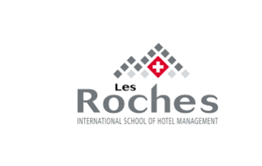 Les
Roches
INTERNATIONAL SCHOOL OF HOTEL MANAGEMENT